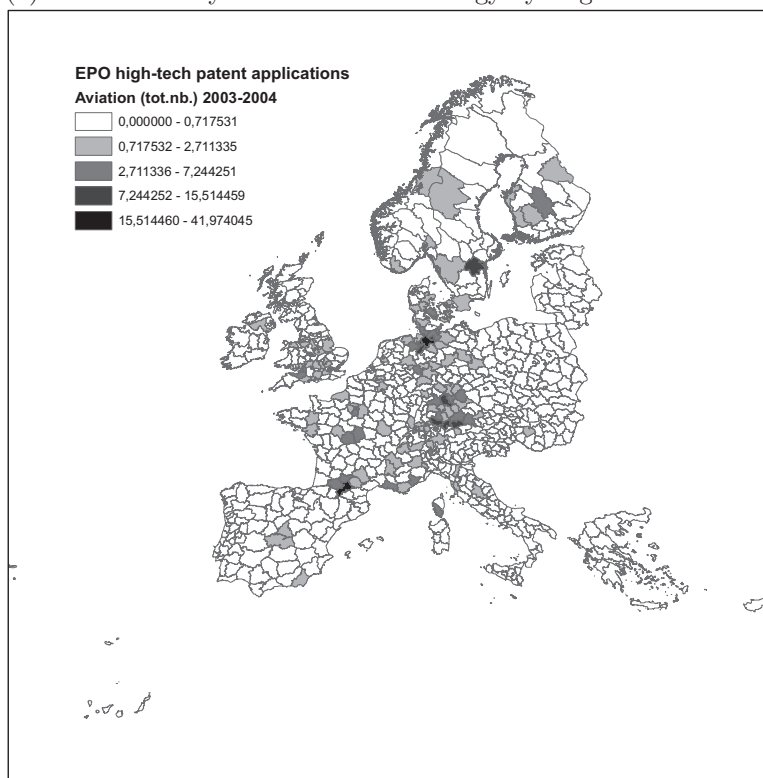 EPO high-tech patent applications
Aviation (tot.nb.) 2003-2004
0,000000 - 0,717531
0,717532 - 2,711335
2,711336 - 7,244251
7,244252 - 15,514459
15,514460 - 41,974045